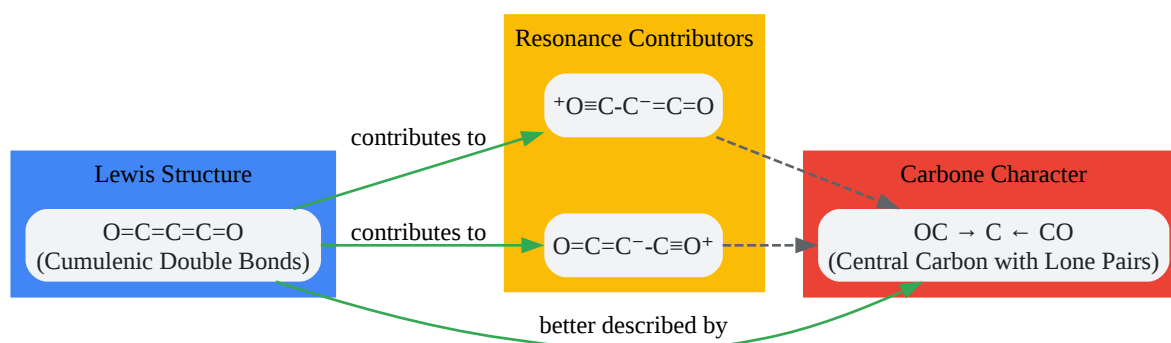 Resonance Contributors
⁺O≡C-C⁻=C=O
contributes to
Lewis Structure
Carbone Character
O=C=C=C=O
(Cumulenic Double Bonds)
contributes to
O=C=C⁻-C≡O⁺
OC → C ← CO
(Central Carbon with Lone Pairs)
better described by